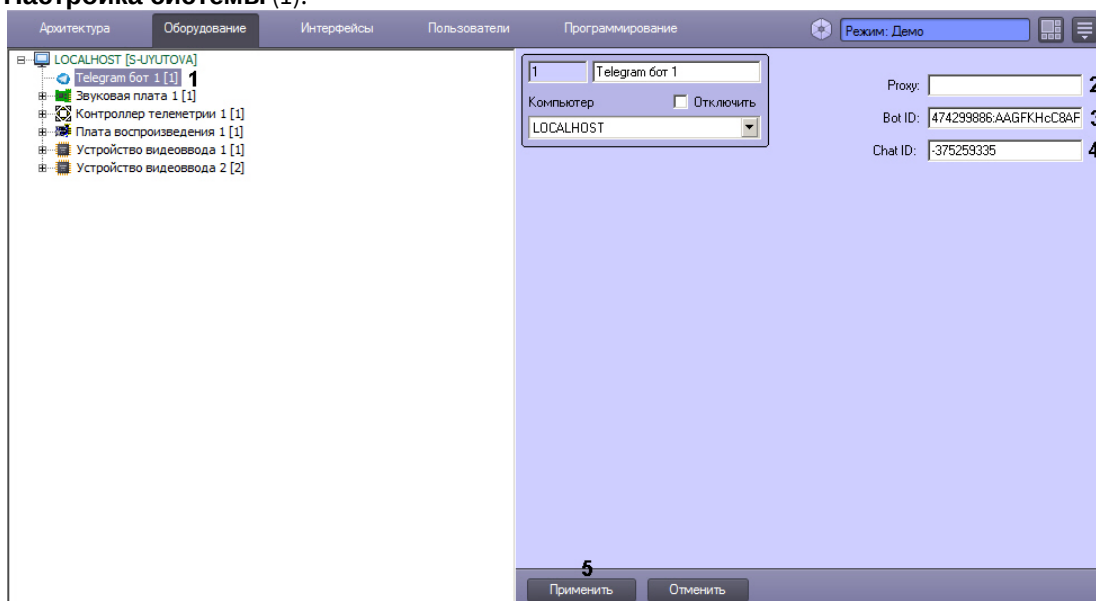 Настройка системы (1).
Архитектура Оборудование Интерфейсы Пользователи Программирование Режим: Демо
LOCALHOST [S-UYUTOVA]
Telegram бот 1 [1] 1
Звуковая плата 1 [1]
Контроллер телеметрии 1 [1]
Плата воспроизведения 1 [1]
Устройство видеоввода 1 [1]
Устройство видеоввода 2 [2]
1 Telegram бот 1
Компьютер Отключить
LOCALHOST
Proxy: 2
Bot ID: 474299886:AAGFKHcC8AF 3
Chat ID: -375259335 4
5
Применить Отменить